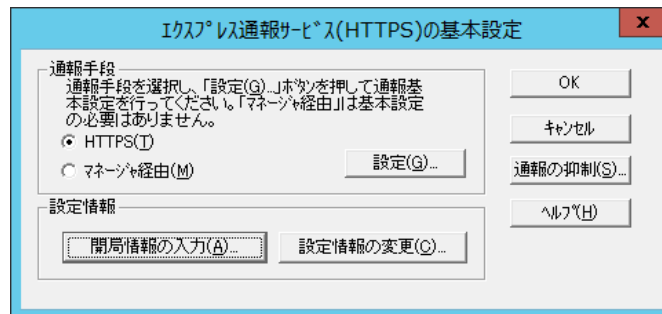 ｴｸｽﾌﾟﾚｽ通報ｻｰﾋﾞｽ(HTTPS)の基本設定
x
通報手段
通報手段を選択し、「設定(G)...」ﾎﾞﾀﾝを押して通報基
本設定を行ってください。「ﾏﾈｰｼﾞｬ経由」は基本設定
の必要はありません。
HTTPS(T)
ﾏﾈｰｼﾞｬ経由(M)
設定(G)...
設定情報
開局情報の入力(A)...
設定情報の変更(C)...
OK
ｷｬﾝｾﾙ
通報の抑制(S)...
ﾍﾙﾌﾟ(H)